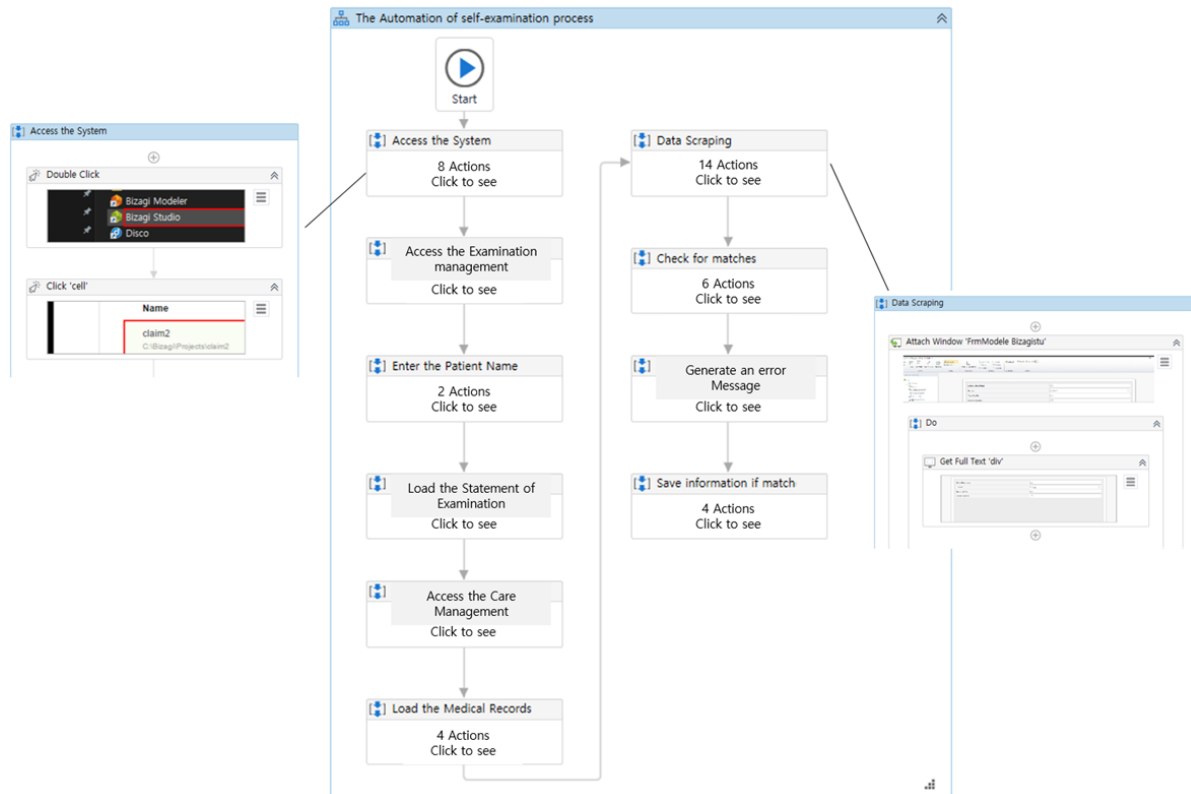 The Automation of self-examination process
Start
Access the System
8 Actions
Click to see
Access the Examination
management
Click to see
Enter the Patient Name
2 Actions
Click to see
Load the Statement of
Examination
Click to see
Access the Care
Management
Click to see
Load the Medical Records
4 Actions
Click to see
Data Scraping
14 Actions
Click to see
Check for matches
6 Actions
Click to see
Generate an error
Message
Click to see
Save information if match
4 Actions
Click to see
Access the System
Double Click
Bizagi Modeler
Bizagi Studio
Disco
Click 'cell'
Name
claim2
C:\Bizagi\Projects\claim2
Data Scraping
Attach Window 'FrmModele Bizagistu'
Do
Get Full Text 'div'